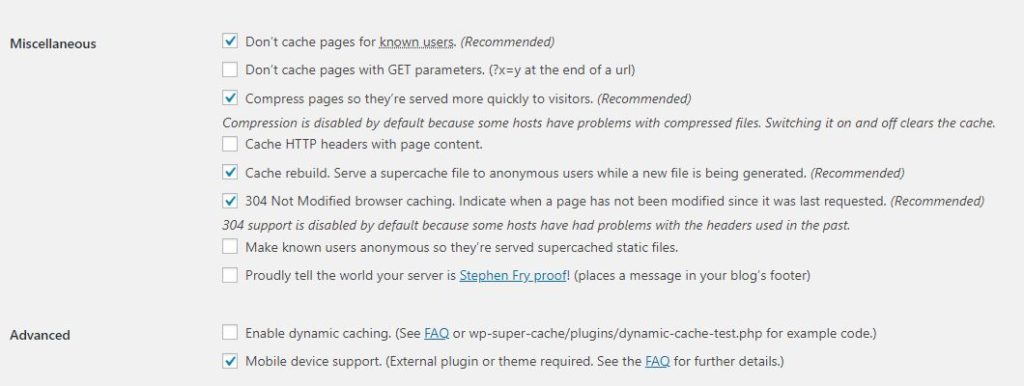 Miscellaneous
Don't cache pages for known users. (Recommended)
Don't cache pages with GET parameters. (?x=y at the end of a url)
Compress pages so they're served more quickly to visitors. (Recommended)
Compression is disabled by default because some hosts have problems with compressed files. Switching it on and off clears the cache.
Cache HTTP headers with page content.
Cache rebuild. Serve a supercache file to anonymous users while a new file is being generated. (Recommended)
304 Not Modified browser caching. Indicate when a page has not been modified since it was last requested. (Recommended)
304 support is disabled by default because some hosts have had problems with the headers used in the past.
Make known users anonymous so they're served supercached static files.
Proudly tell the world your server is Stephen Fry proof! (places a message in your blog's footer)
Advanced
Enable dynamic caching. (See FAQ or wp-super-cache/plugins/dynamic-cache-test.php for example code.)
Mobile device support. (External plugin or theme required. See the FAQ for further details.)